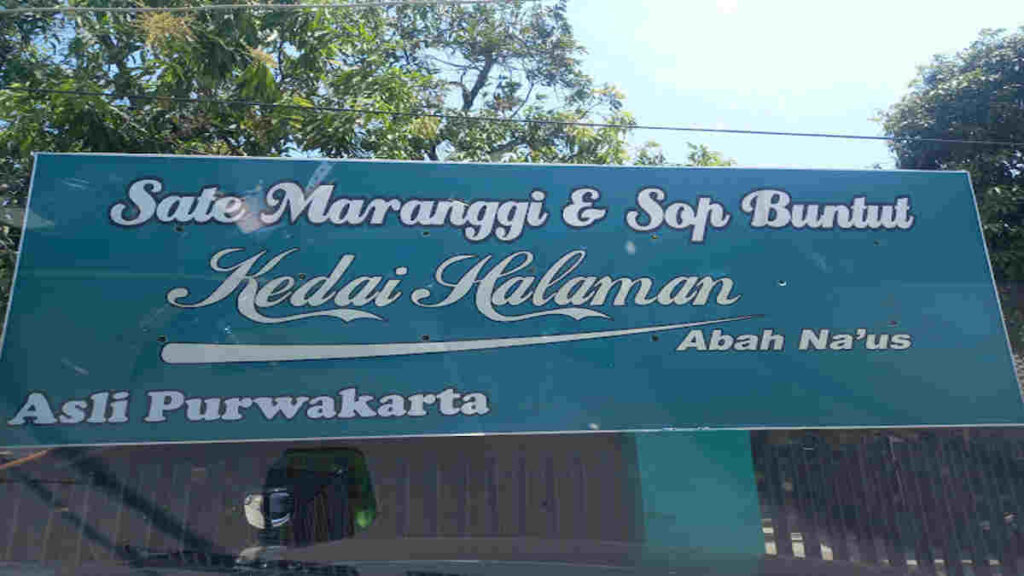 Sate Maranggi & Sop Buntut
Kedai Halaman
Abah Na'us
Asli Purwakarta